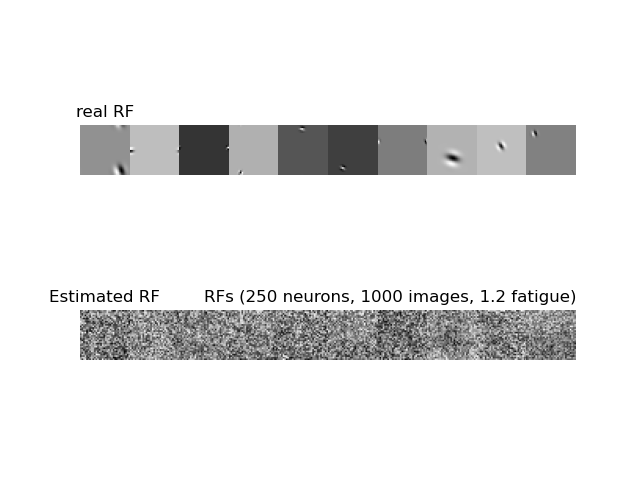 real RF
Estimated RF
RFs (250 neurons, 1000 images, 1.2 fatigue)